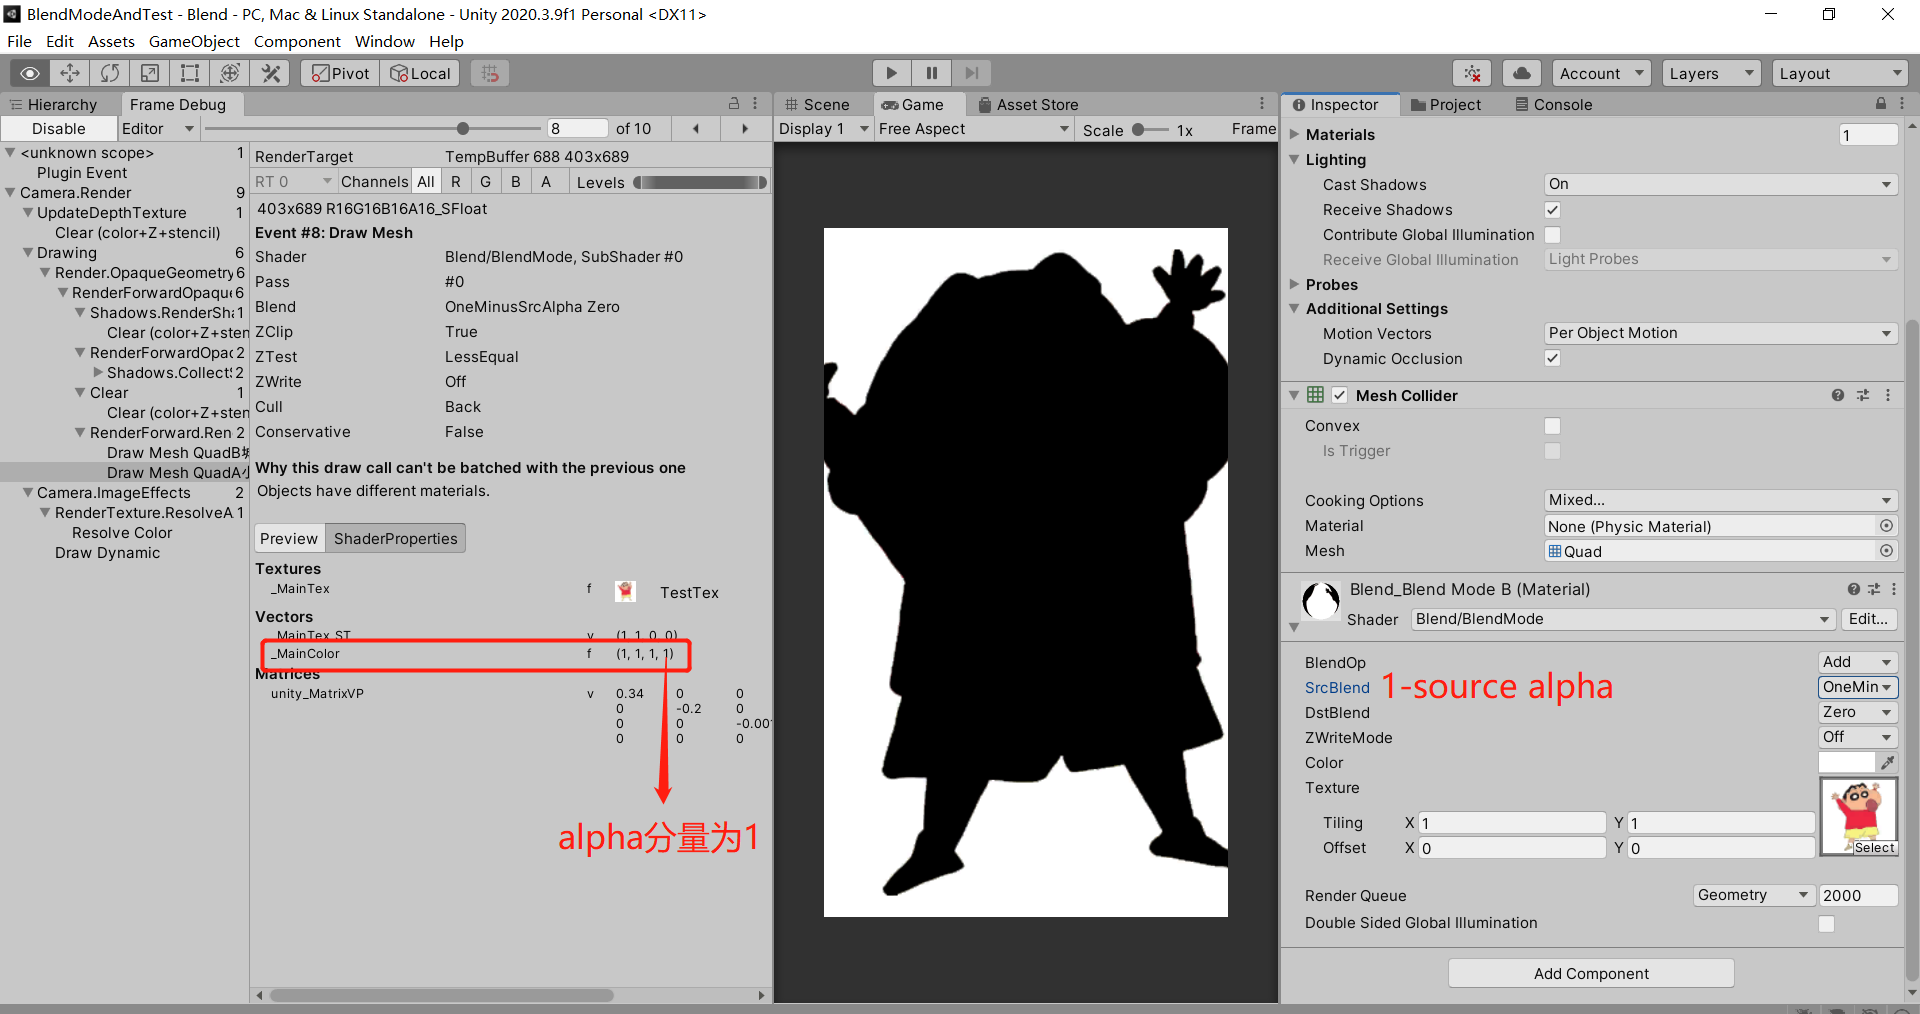 BlendModeAndTest - Blend - PC, Mac & Linux Standalone - Unity 2020.3.9f1 Personal <DX11>
File Edit Assets GameObject Component Window Help
Pivot Local Account Layers Layout
Hierarchy Frame Debug
Disable Editor 8 of 10
<unknown scope> 1
Plugin Event
Camera.Render 9
UpdateDepthTexture 1
Clear (color+Z+stencil)
Drawing 6
Render.OpaqueGeometry 6
RenderForwardOpaque 6
Shadows.RenderSha 1
Clear (color+Z+sten
RenderForwardOpac 2
Shadows.Collect 2
Clear 1
Clear (color+Z+sten
RenderForward.Ren 2
Draw Mesh QuadB
Draw Mesh QuadA小
Camera.ImageEffects 2
RenderTexture.ResolveA 1
Resolve Color
Draw Dynamic
RenderTarget TempBuffer 688 403x689
RT 0 Channels All R G B A Levels
403x689 R16G16B16A16_SFloat
Event #8: Draw Mesh
Shader Blend/BlendMode, SubShader #0
Pass #0
Blend OneMinusSrcAlpha Zero
ZClip True
ZTest LessEqual
ZWrite Off
Cull Back
Conservative False
Why this draw call can't be batched with the previous one
Objects have different materials.
Preview ShaderProperties
Textures
_MainTex f TestTex
Vectors
_MainTex_ST v (1, 1, 0, 0)
_MainColor f (1, 1, 1, 1)
Matrices
unity_MatrixVP v 0.34 0 0
0 -0.2 0
0 0 -0.00
0 0 0
alpha分量为1
Scene Game Asset Store
Display 1 Free Aspect Scale 1x Frame
Inspector Project Console
Materials 1
Lighting
Cast Shadows On
Receive Shadows
Contribute Global Illumination
Receive Global Illumination Light Probes
Probes
Additional Settings
Motion Vectors Per Object Motion
Dynamic Occlusion
Mesh Collider
Convex
Is Trigger
Cooking Options Mixed...
Material None (Physic Material)
Mesh Quad
Blend_Blend Mode B (Material)
Shader Blend/BlendMode Edit...
BlendOp Add
SrcBlend 1-source alpha OneMin
DstBlend Zero
ZWriteMode Off
Color
Texture
Tiling X 1 Y 1
Offset X 0 Y 0
Select
Render Queue Geometry 2000
Double Sided Global Illumination
Add Component